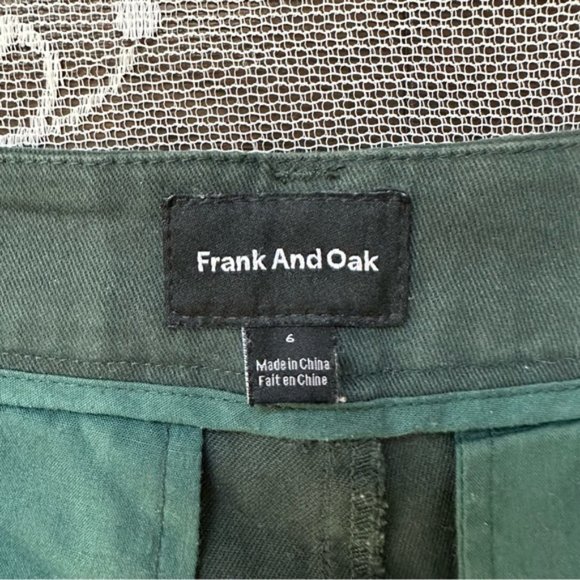 Frank And Oak
6
Made in China
Fait en Chine